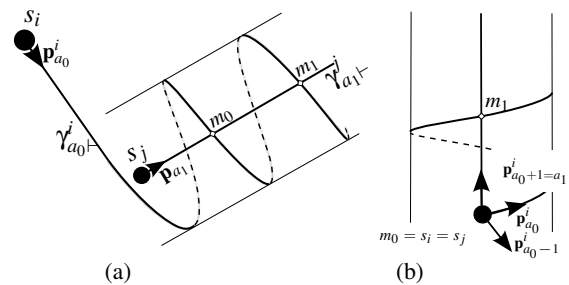 s_i
p^i_{a_0}
γ^i_{a_0}
s_j
p_{a_1}
m_0
m_1
γ^j_{a_1}
(a)
m_1
p^i_{a_0+1=a_1}
p^i_{a_0}
p^i_{a_0-1}
m_0 = s_i = s_j
(b)